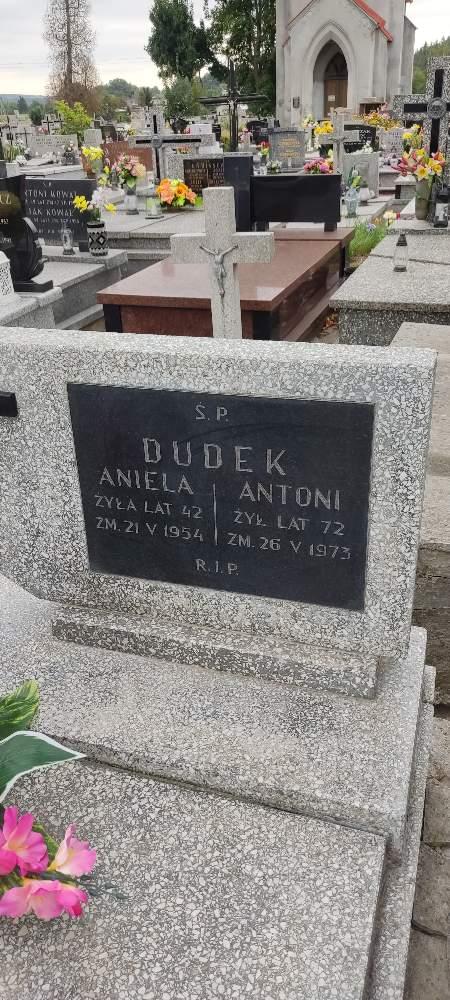 Ś.P.
DUDEK
ANIELA
ŻYŁA LAT 42
ZM. 21 V 1954
ANTONI
ŻYŁ LAT 72
ZM. 26 V 1973
R.I.P.